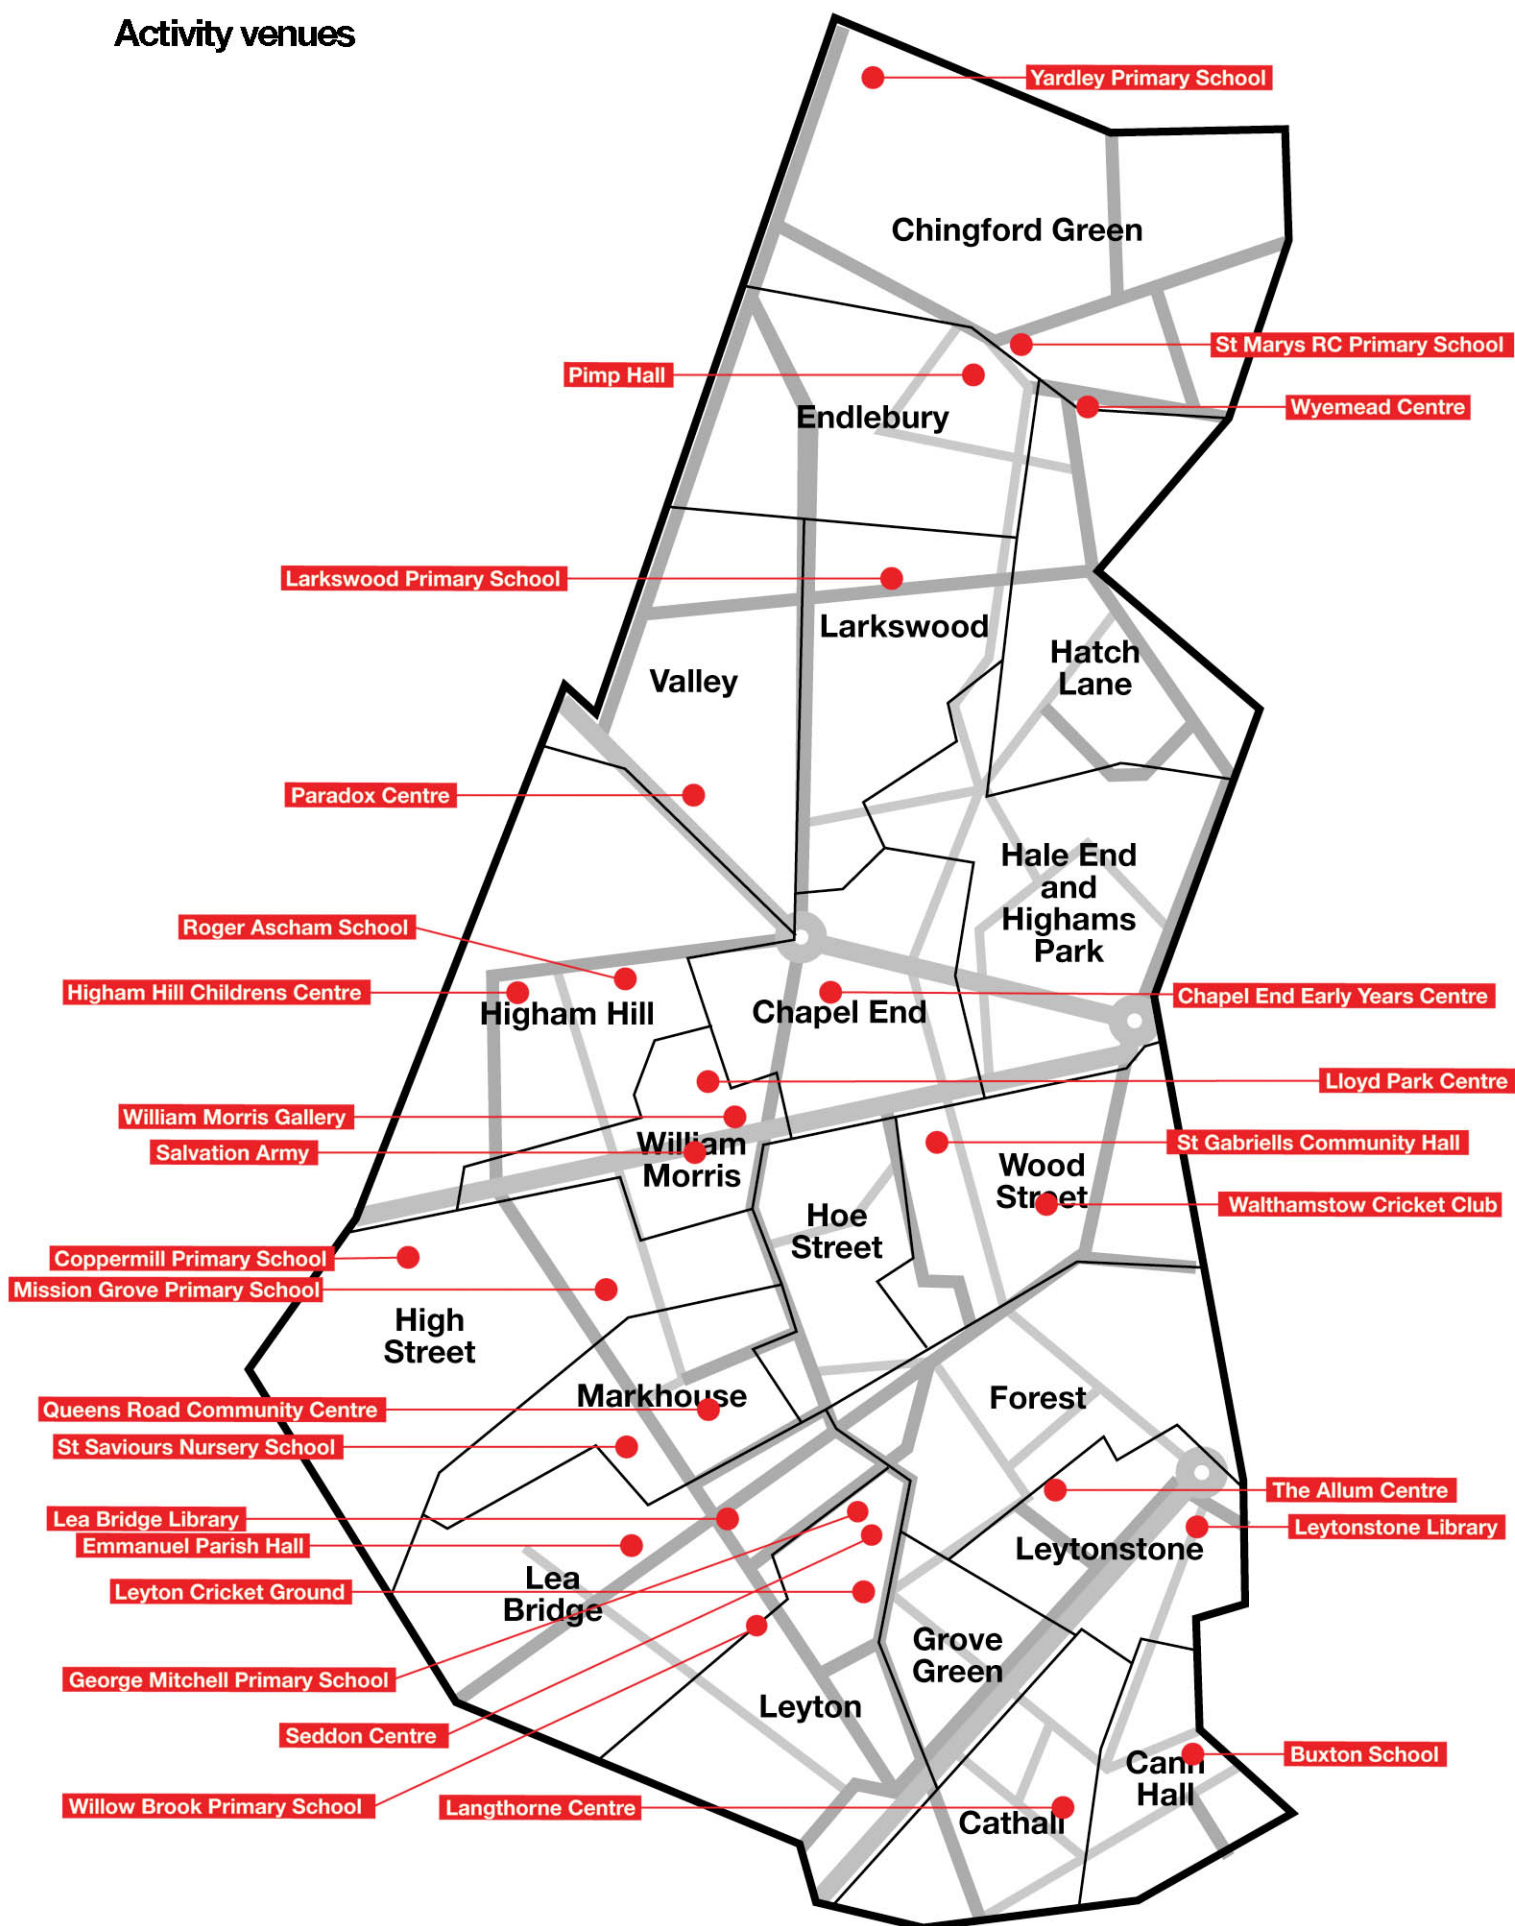 Activity venues
Yardley Primary School
Chingford Green
St Marys RC Primary School
Pimp Hall
Wyemead Centre
Endlebury
Larkswood Primary School
Larkswood
Hatch
Lane
Valley
Paradox Centre
Hale End
and
Highams
Park
Roger Ascham School
Higham Hill Childrens Centre
Higham Hill
Chapel End
Chapel End Early Years Centre
Lloyd Park Centre
William Morris Gallery
Salvation Army
William
Morris
St Gabriells Community Hall
Wood
Street
Walthamstow Cricket Club
Hoe
Street
Coppermill Primary School
Mission Grove Primary School
High
Street
Markhouse
Queens Road Community Centre
Forest
St Saviours Nursery School
The Allum Centre
Lea Bridge Library
Leytonstone Library
Emmanuel Parish Hall
Leytonstone
Leyton Cricket Ground
Lea
Bridge
Grove
Green
George Mitchell Primary School
Leyton
Seddon Centre
Buxton School
Cann
Hall
Willow Brook Primary School
Langthorne Centre
Cathall